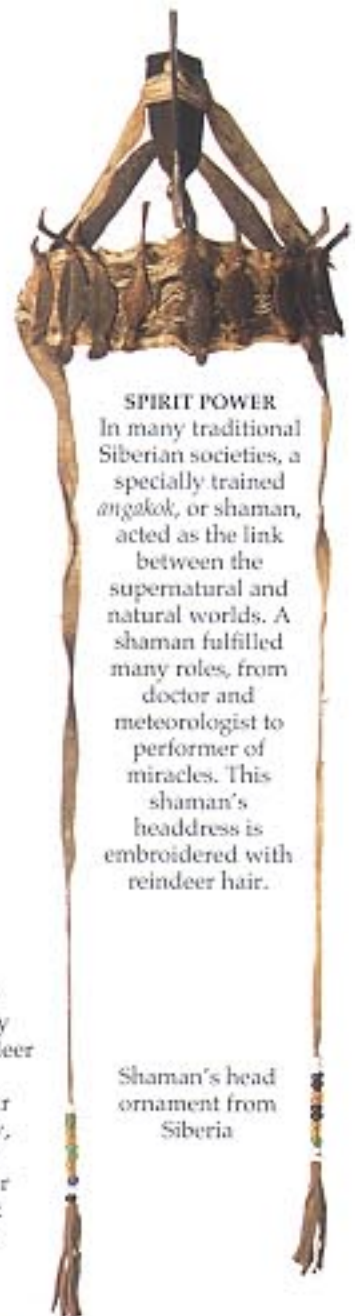 SPIRIT POWER
In many traditional
Siberian societies, a
specially trained
angakok, or shaman,
acted as the link
between the
supernatural and
natural worlds. A
shaman fulfilled
many roles, from
doctor and
meteorologist to
performer of
miracles. This
shaman's
headdress is
embroidered with
reindeer hair.
Shaman's head
ornament from
Siberia